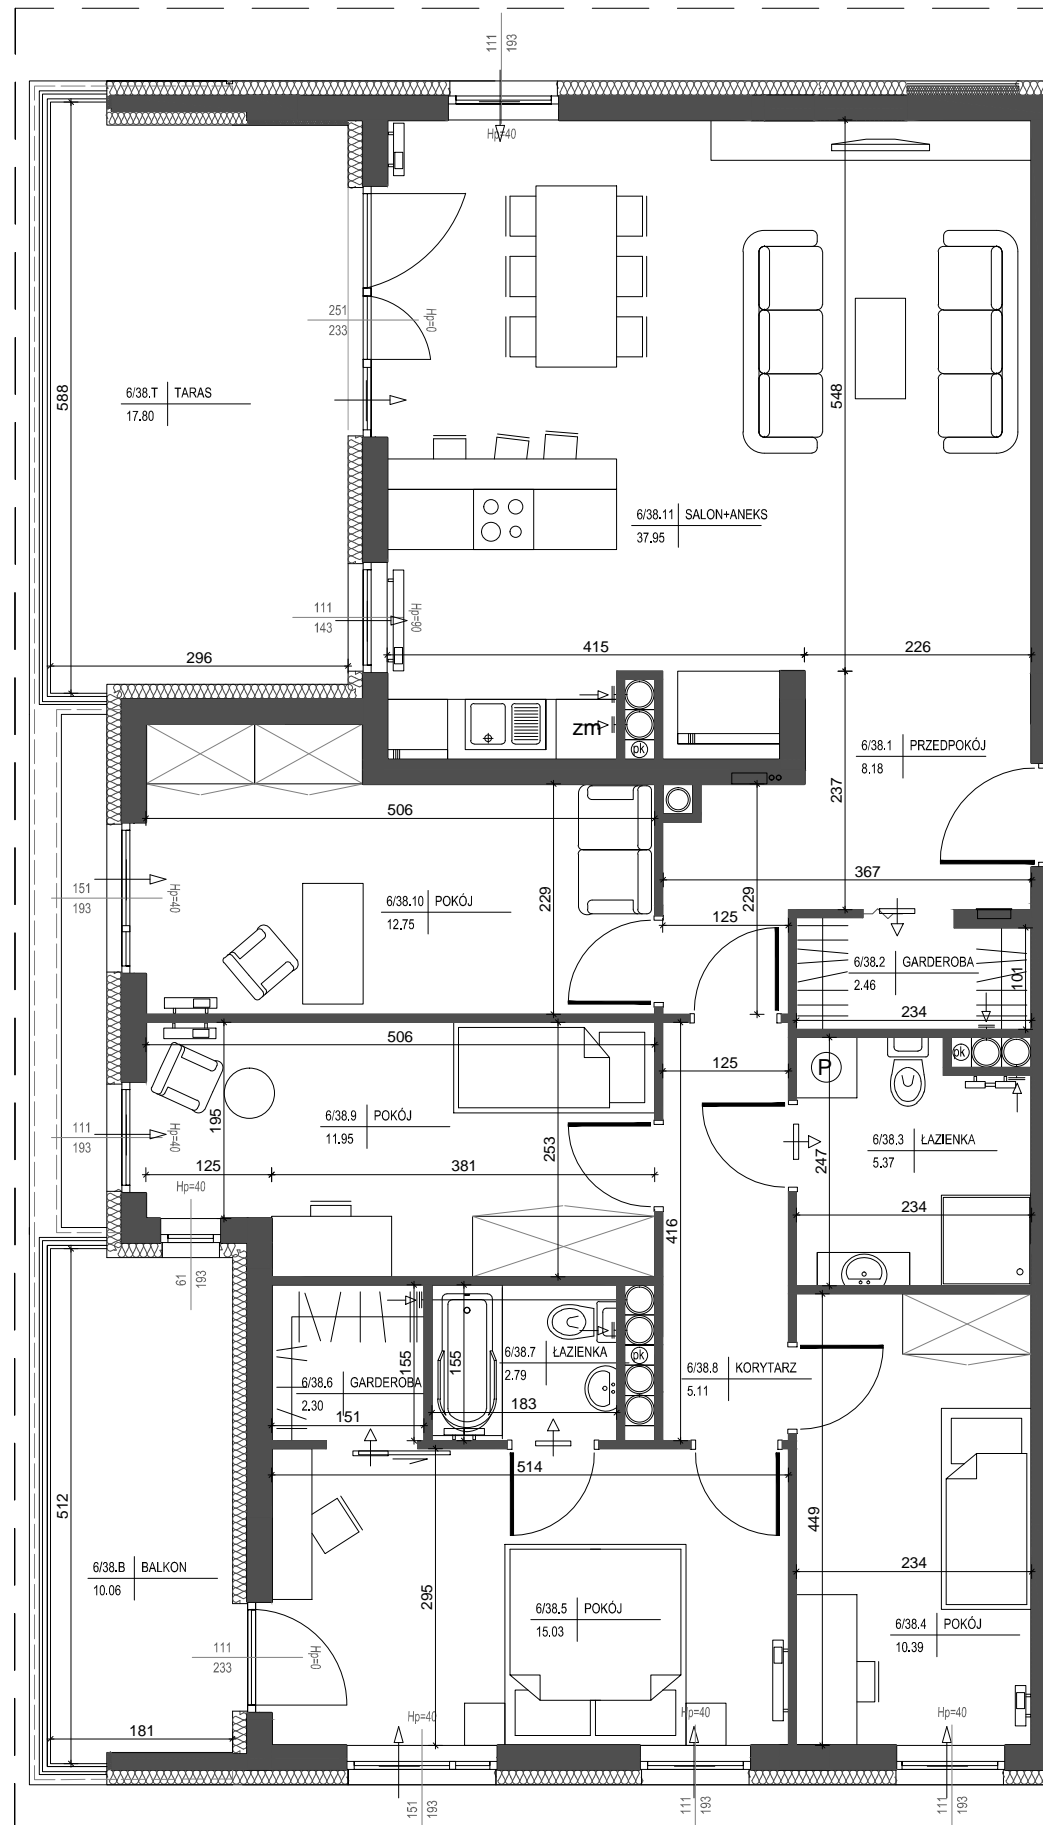 111
193
Hp=40
251
233
Hp=0
588
6/38.T TARAS
17.80
548
6/38.11 SALON+ANEKS
37.95
111
143
Hp=90
296
415
226
zm
pk
6/38.1 PRZEDPOKÓJ
8.18
237
506
367
151
193
Hp=40
6/38.10 POKÓJ
12.75
229
229
125
6/38.2 GARDEROBA
2.46
101
234
506
125
P
pk
111
193
Hp=40
195
6/38.9 POKÓJ
11.95
253
247
6/38.3 ŁAZIENKA
5.37
125
381
Hp=40
234
416
61
193
6/38.7 ŁAZIENKA
2.79
pk
155
155
6/38.6 GARDEROBA
2.30
6/38.8 KORYTARZ
5.11
151
183
514
512
449
6/38.B BALKON
10.06
234
295
6/38.5 POKÓJ
15.03
6/38.4 POKÓJ
10.39
111
233
Hp=0
181
Hp=40
Hp=40
Hp=40
151
193
111
193
111
193